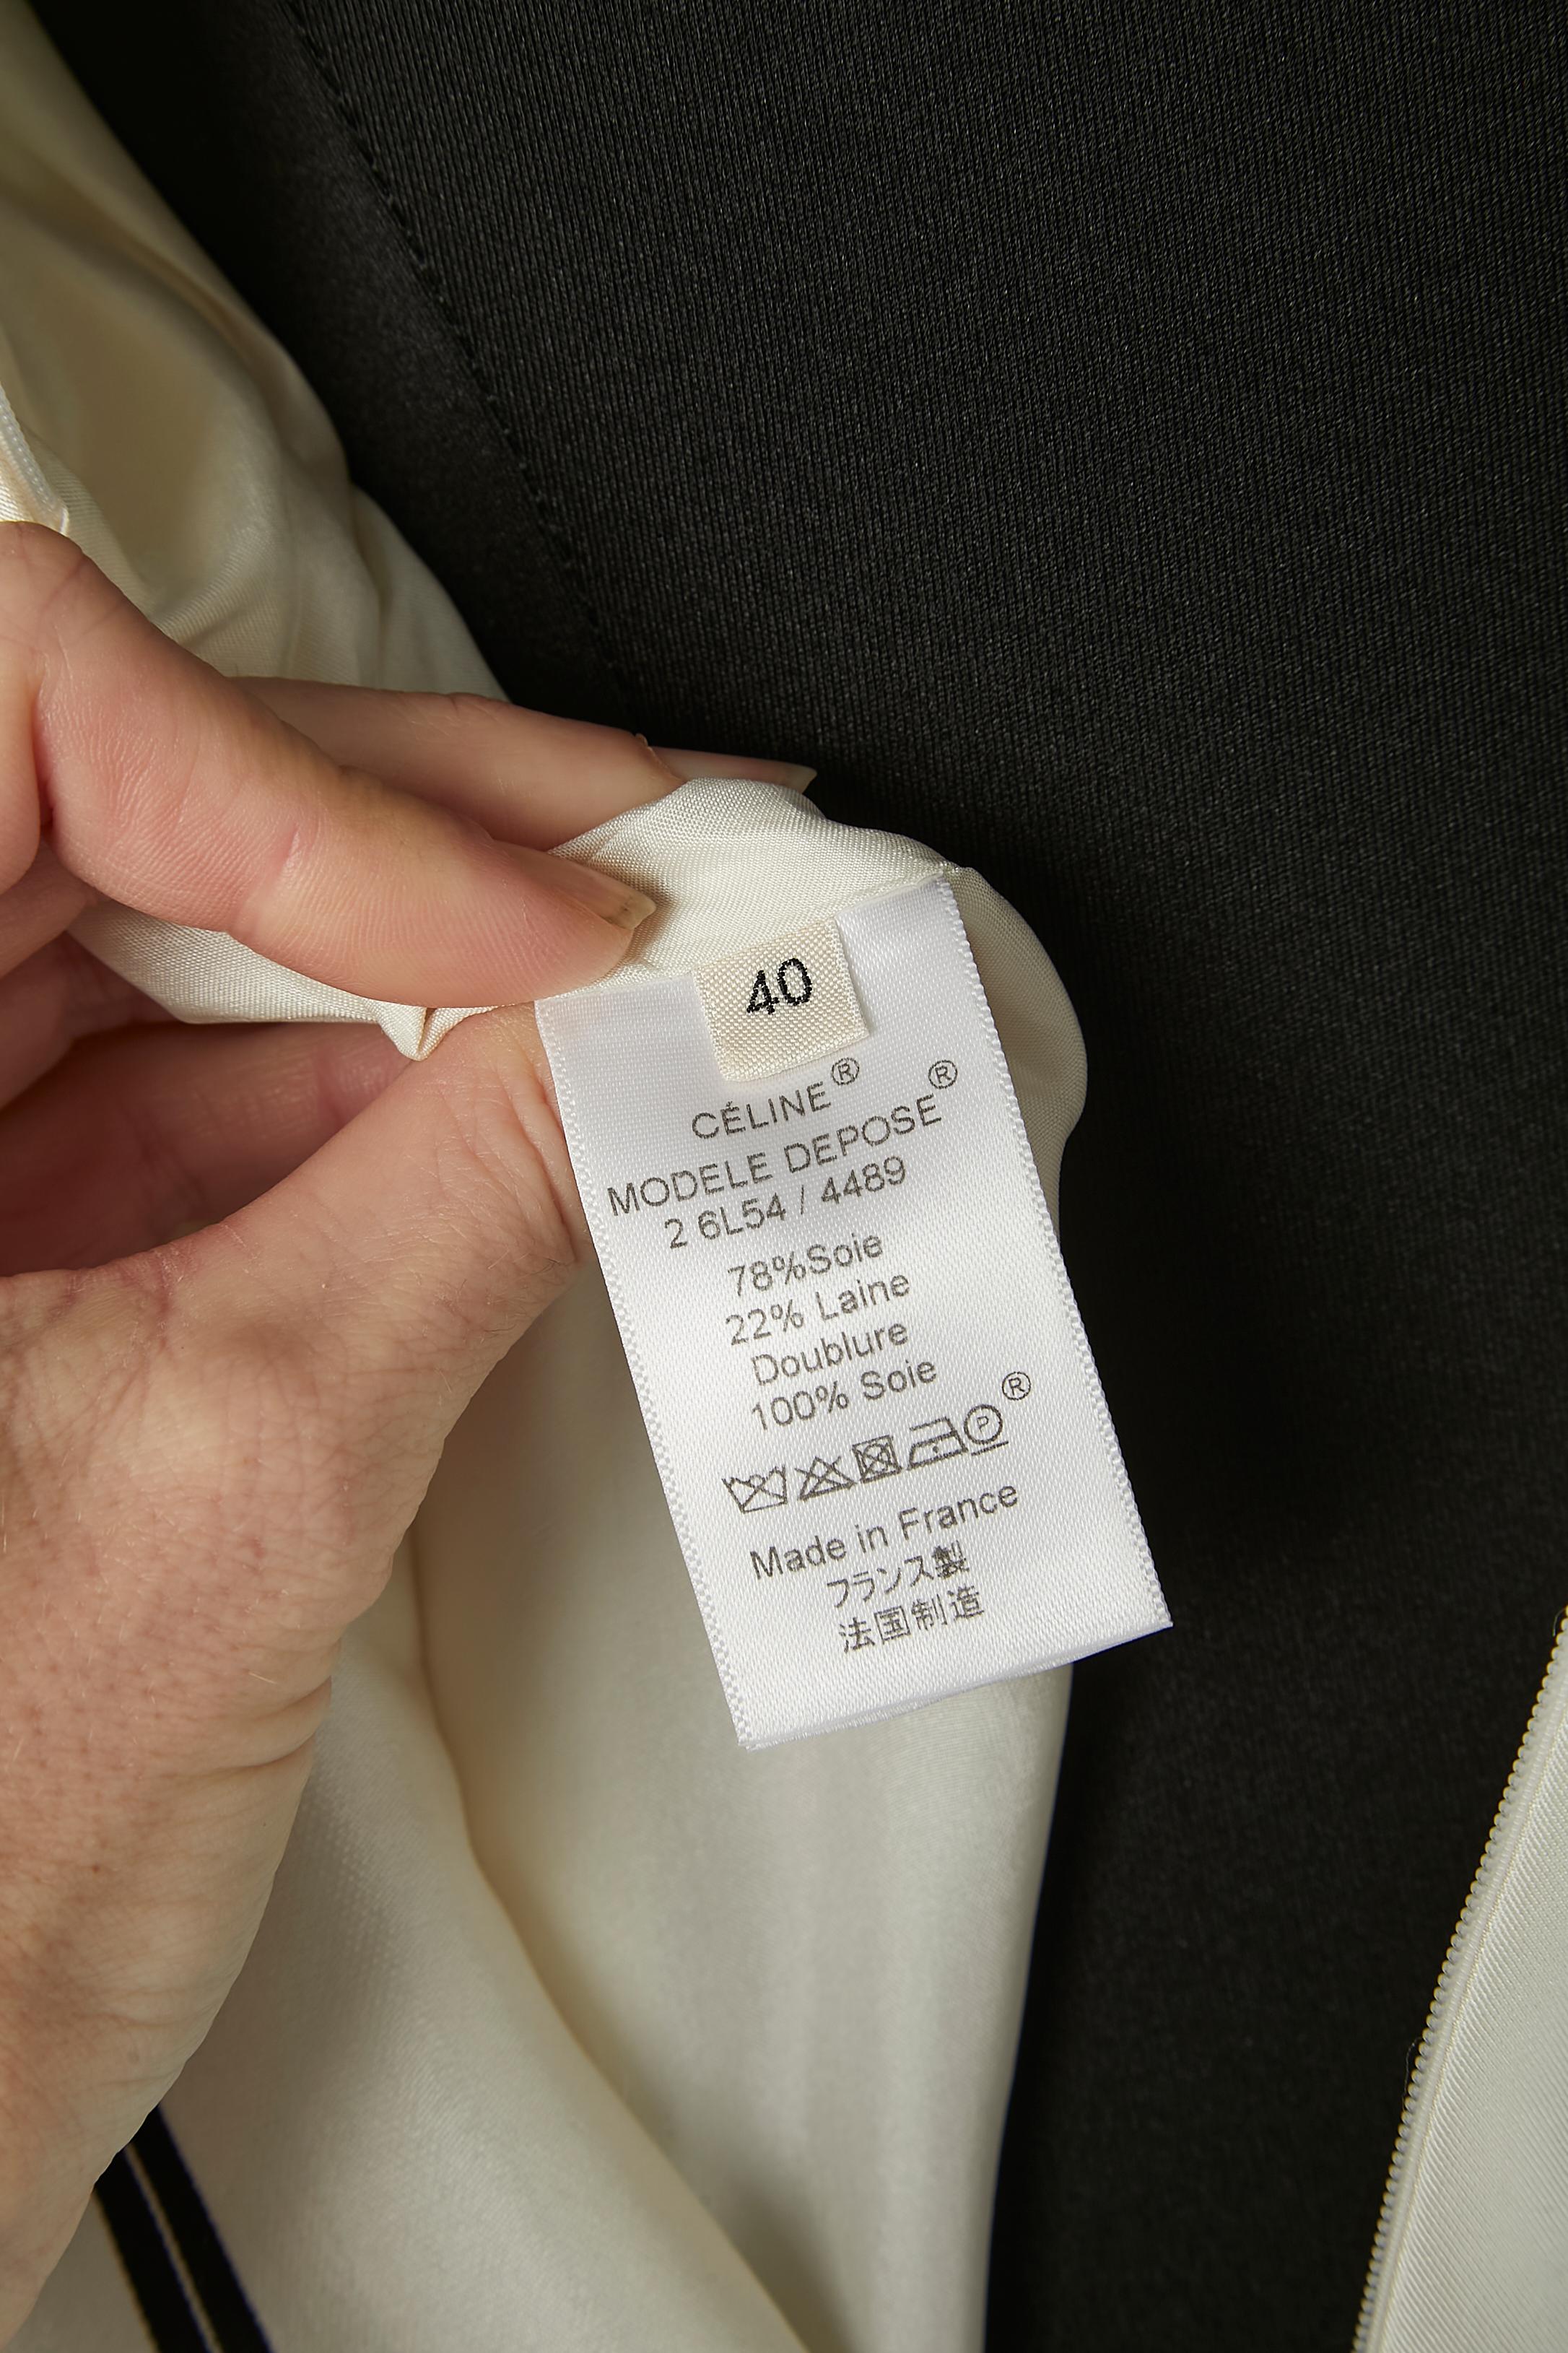 40
CÉLINE®
MODELE DEPOSE®
2 6L54 / 4489
78%Soie
22% Laine
Doublure
100% Soie
P ®
Made in France
フランス製
法国制造